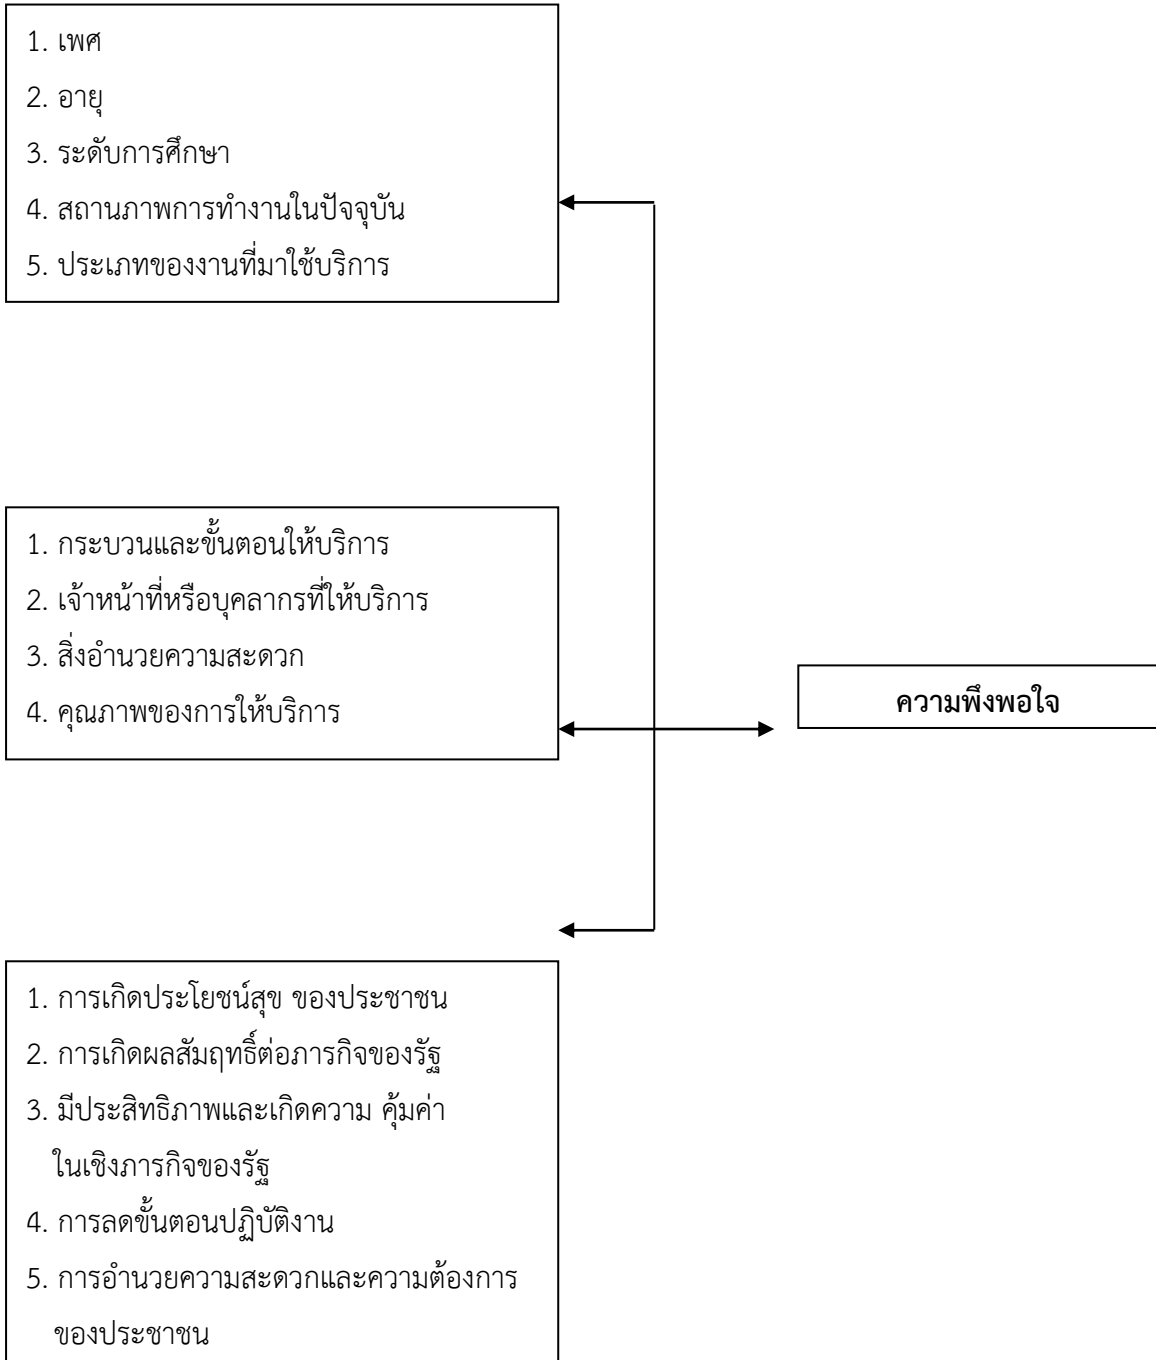 1. เพศ
2. อายุ
3. ระดับการศึกษา
4. สถานภาพการทำงานในปัจจุบัน
5. ประเภทของงานที่มาใช้บริการ
1. กระบวนและขั้นตอนให้บริการ
2. เจ้าหน้าที่หรือบุคลากรที่ให้บริการ
3. สิ่งอำนวยความสะดวก
4. คุณภาพของการให้บริการ
ความพึงพอใจ
1. การเกิดประโยชน์สุข ของประชาชน
2. การเกิดผลสัมฤทธิ์ต่อภารกิจของรัฐ
3. มีประสิทธิภาพและเกิดความ คุ้มค่า
ในเชิงภารกิจของรัฐ
4. การลดขั้นตอนปฏิบัติงาน
5. การอำนวยความสะดวกและความต้องการ
ของประชาชน